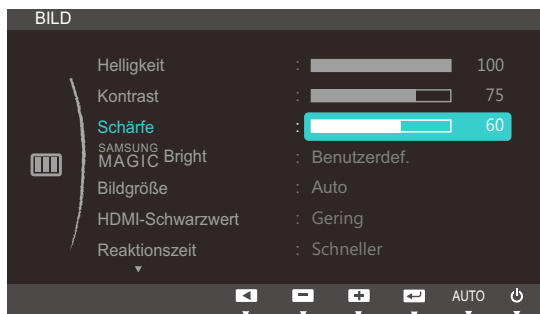 BILD
Helligkeit : 100
Kontrast : 75
Schärfe : 60
SAMSUNG MAGIC Bright : Benutzerdef.
Bildgröße : Auto
HDMI-Schwarzwert : Gering
Reaktionszeit : Schneller
AUTO